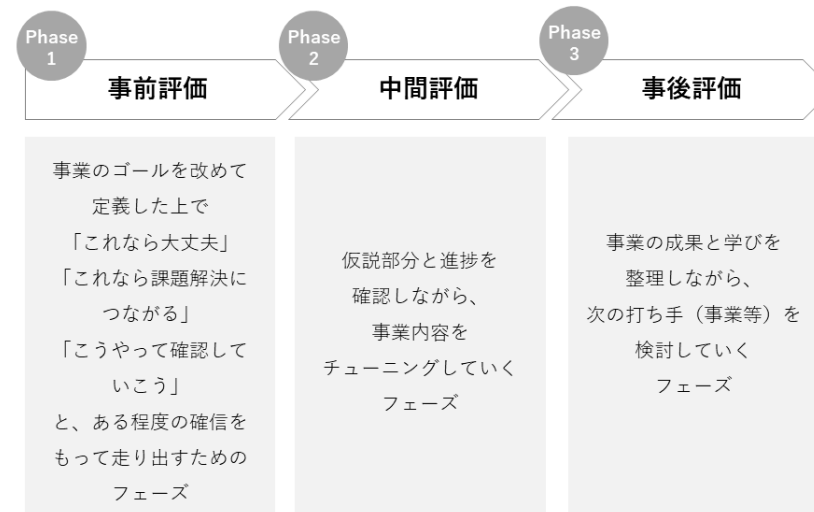 Phase
1
事前評価
事業のゴールを改めて
定義した上で
「これなら大丈夫」
「これなら課題解決に
つながる」
「こうやって確認して
いこう」
と、ある程度の確信を
もって走り出すための
フェーズ
Phase
2
中間評価
仮説部分と進捗を
確認しながら、
事業内容を
チューニングしていく
フェーズ
Phase
3
事後評価
事業の成果と学びを
整理しながら、
次の打ち手（事業等）を
検討していく
フェーズ